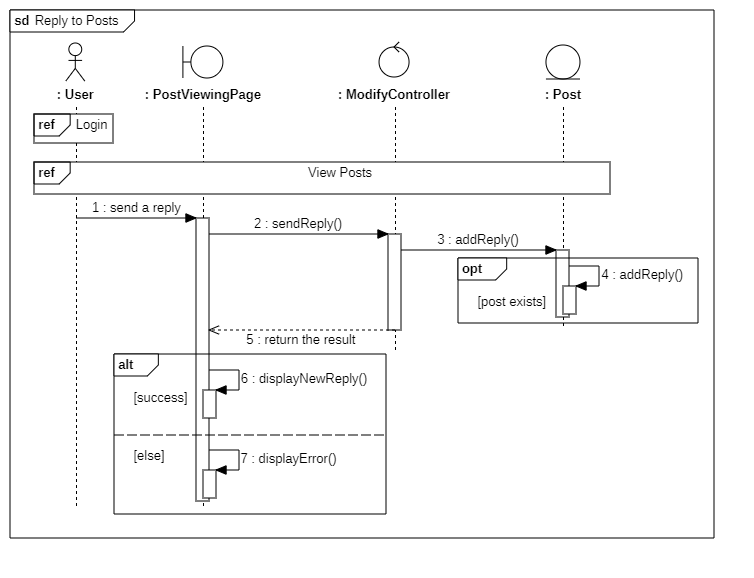 sd Reply to Posts
: User
: PostViewingPage
: ModifyController
: Post
ref Login
ref View Posts
1 : send a reply
2 : sendReply()
3 : addReply()
opt
4 : addReply()
[post exists]
5 : return the result
alt
6 : displayNewReply()
[success]
[else]
7 : displayError()